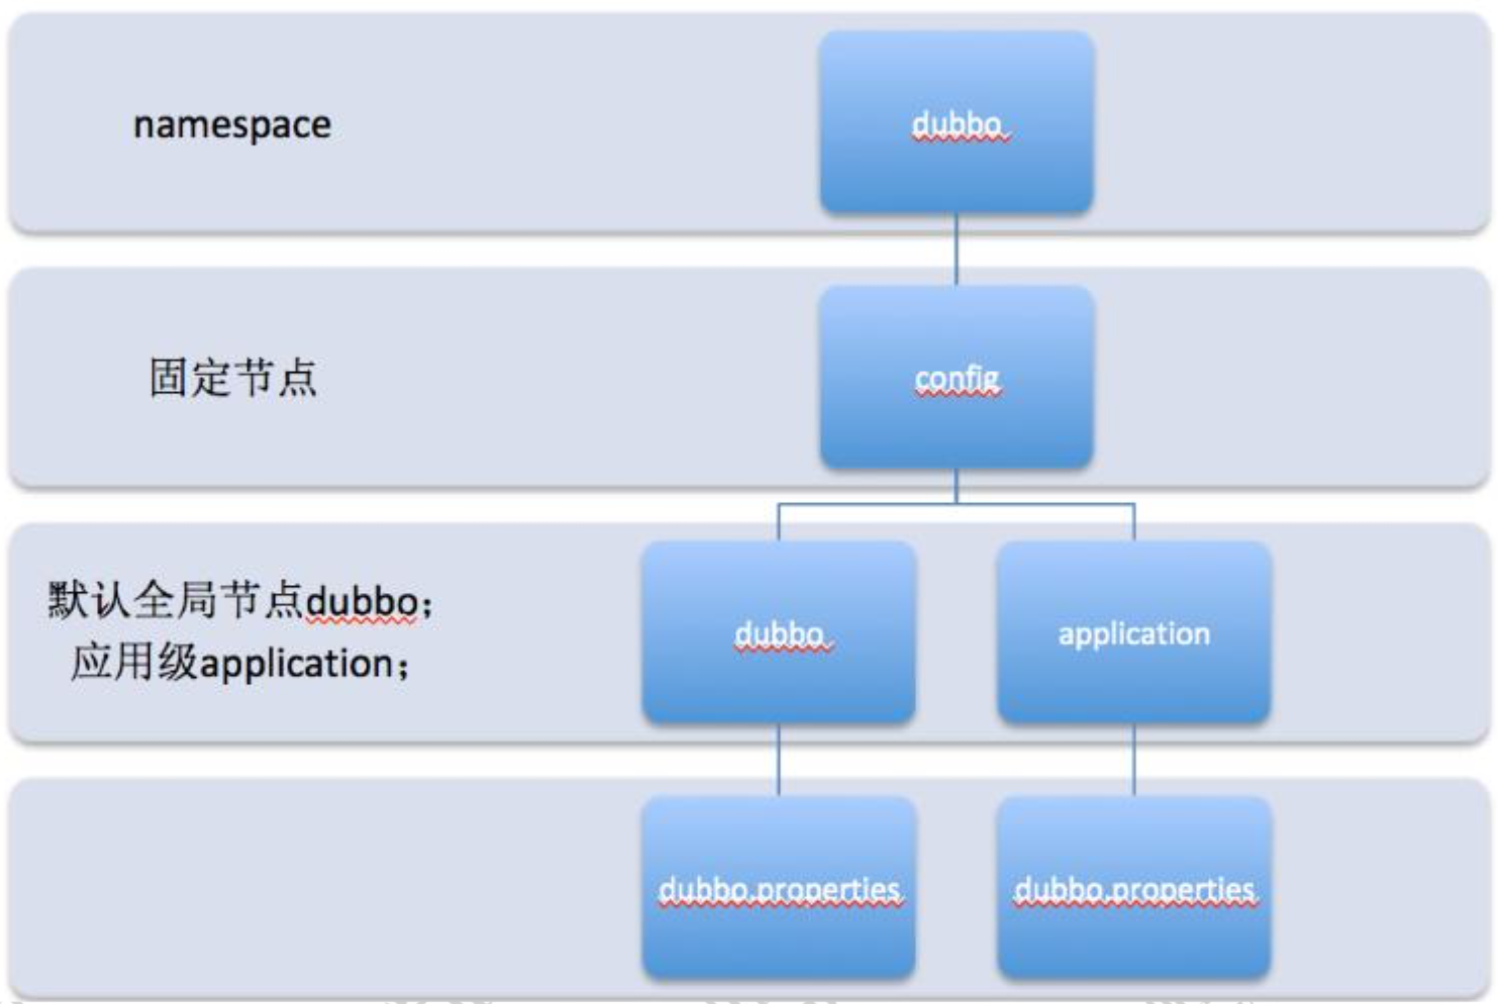 namespace
dubbo
固定节点
config
默认全局节点dubbo；
应用级application；
dubbo
application
dubbo.properties
dubbo.properties